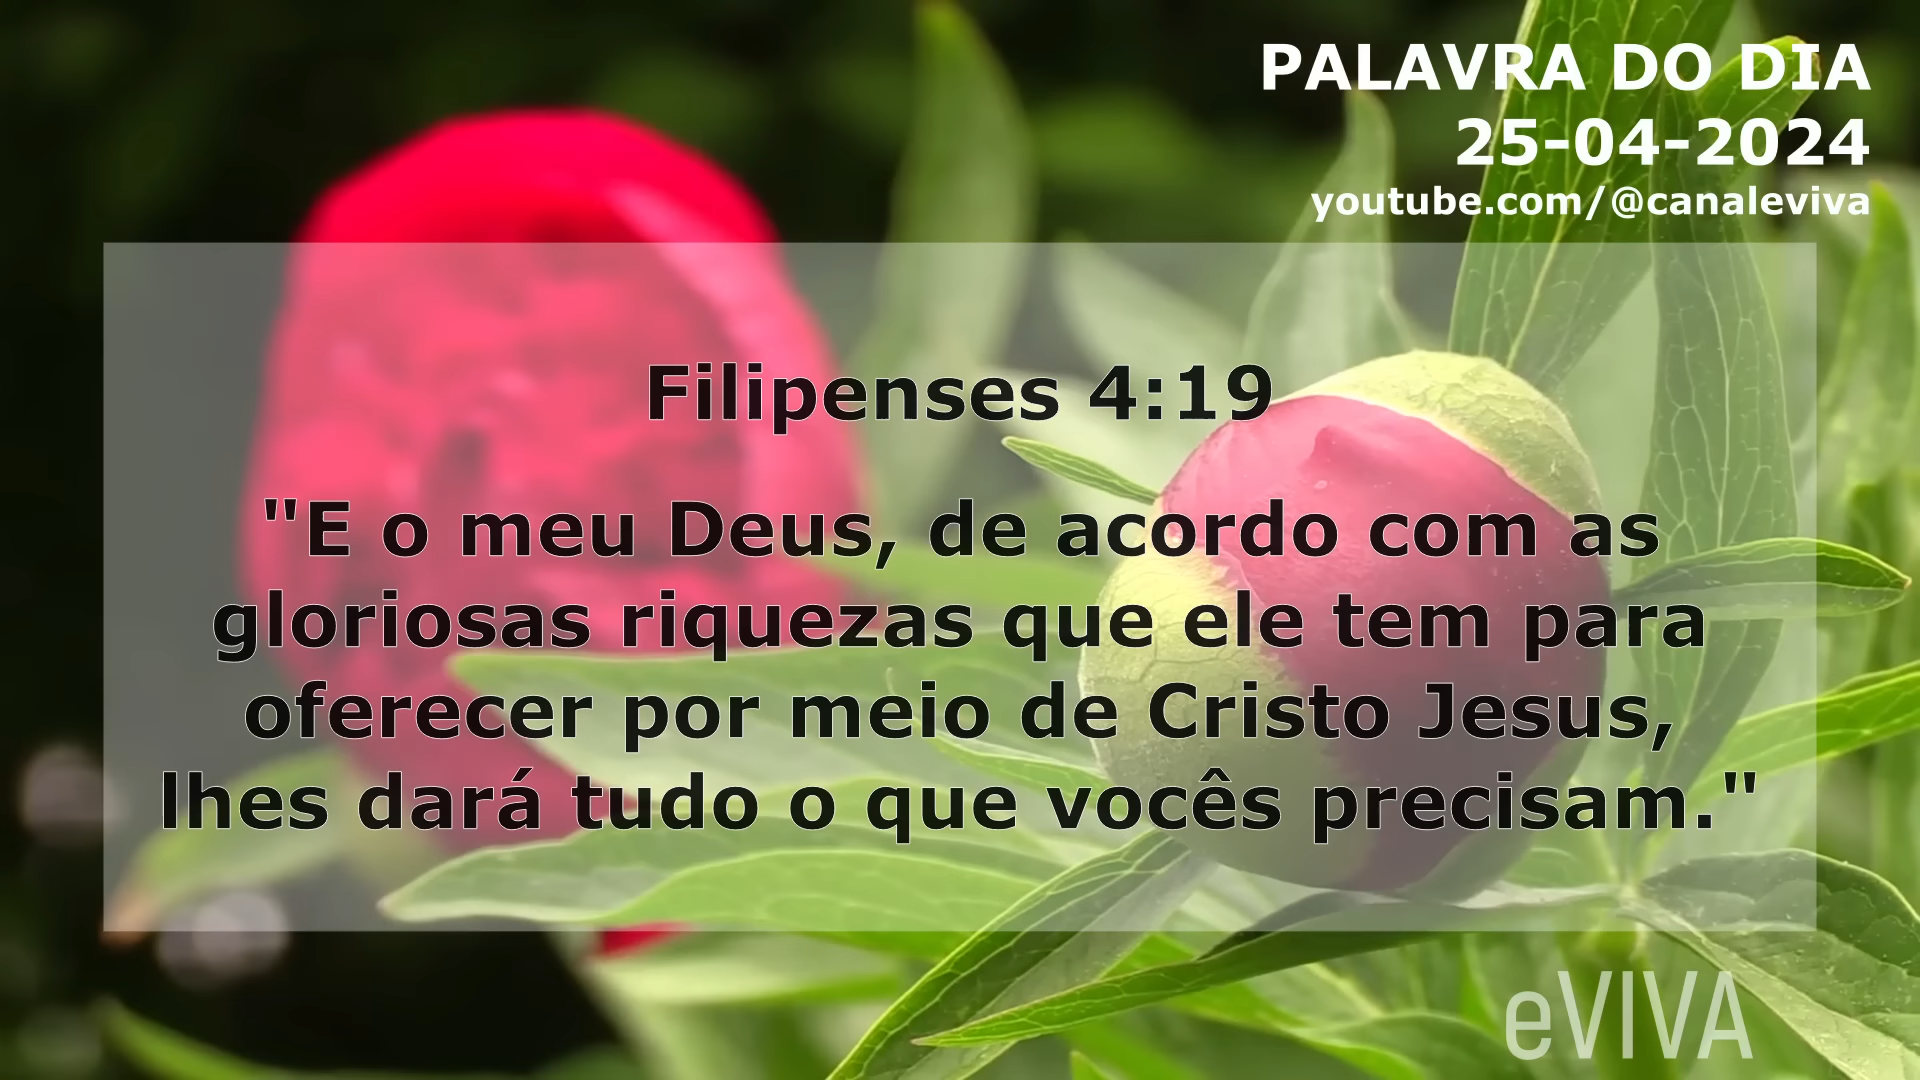 PALAVRA DO DIA
25-04-2024
youtube.com/@canaleviva
Filipenses 4:19
"E o meu Deus, de acordo com as
gloriosas riquezas que ele tem para
oferecer por meio de Cristo Jesus,
lhes dará tudo o que vocês precisam."
eVIVA